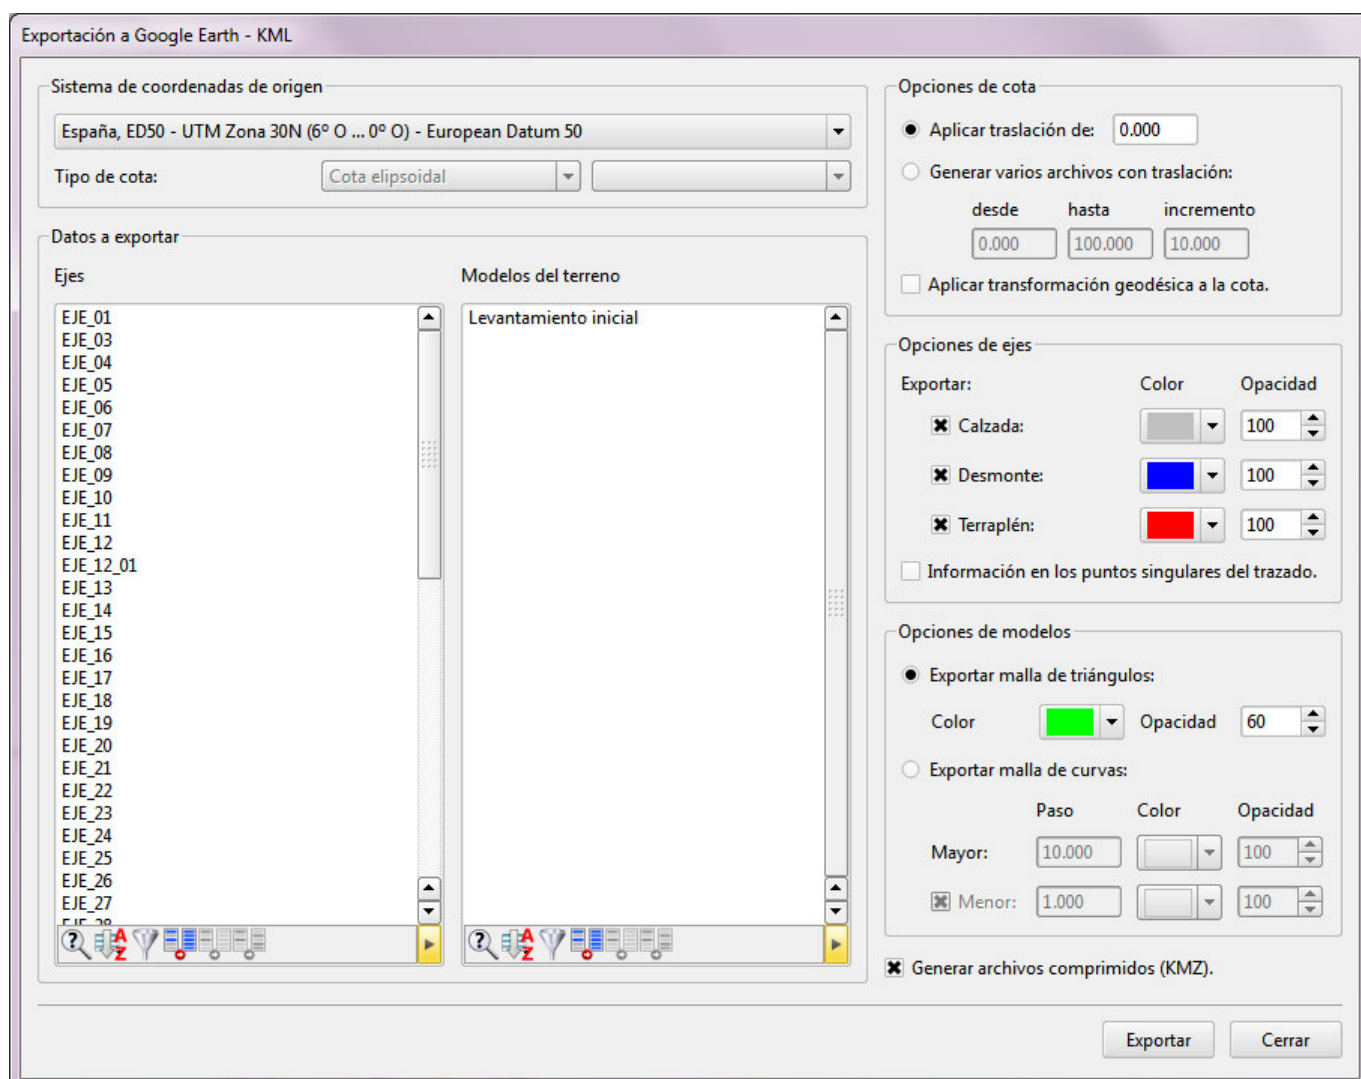 Exportación a Google Earth - KML
Sistema de coordenadas de origen
España, ED50 - UTM Zona 30N (6º O ... 0º O) - European Datum 50
Tipo de cota: Cota elipsoidal
Datos a exportar
Ejes
EJE_01
EJE_03
EJE_04
EJE_05
EJE_06
EJE_07
EJE_08
EJE_09
EJE_10
EJE_11
EJE_12
EJE_12_01
EJE_13
EJE_14
EJE_15
EJE_16
EJE_17
EJE_18
EJE_19
EJE_20
EJE_21
EJE_22
EJE_23
EJE_24
EJE_25
EJE_26
EJE_27
EJE_28
Modelos del terreno
Levantamiento inicial
Opciones de cota
Aplicar traslación de: 0.000
Generar varios archivos con traslación:
desde hasta incremento
0.000 100.000 10.000
Aplicar transformación geodésica a la cota.
Opciones de ejes
Exportar: Color Opacidad
Calzada: 100
Desmonte: 100
Terraplén: 100
Información en los puntos singulares del trazado.
Opciones de modelos
Exportar malla de triángulos:
Color Opacidad 60
Exportar malla de curvas:
Paso Color Opacidad
Mayor: 10.000 100
Menor: 1.000 100
Generar archivos comprimidos (KMZ).
Exportar Cerrar